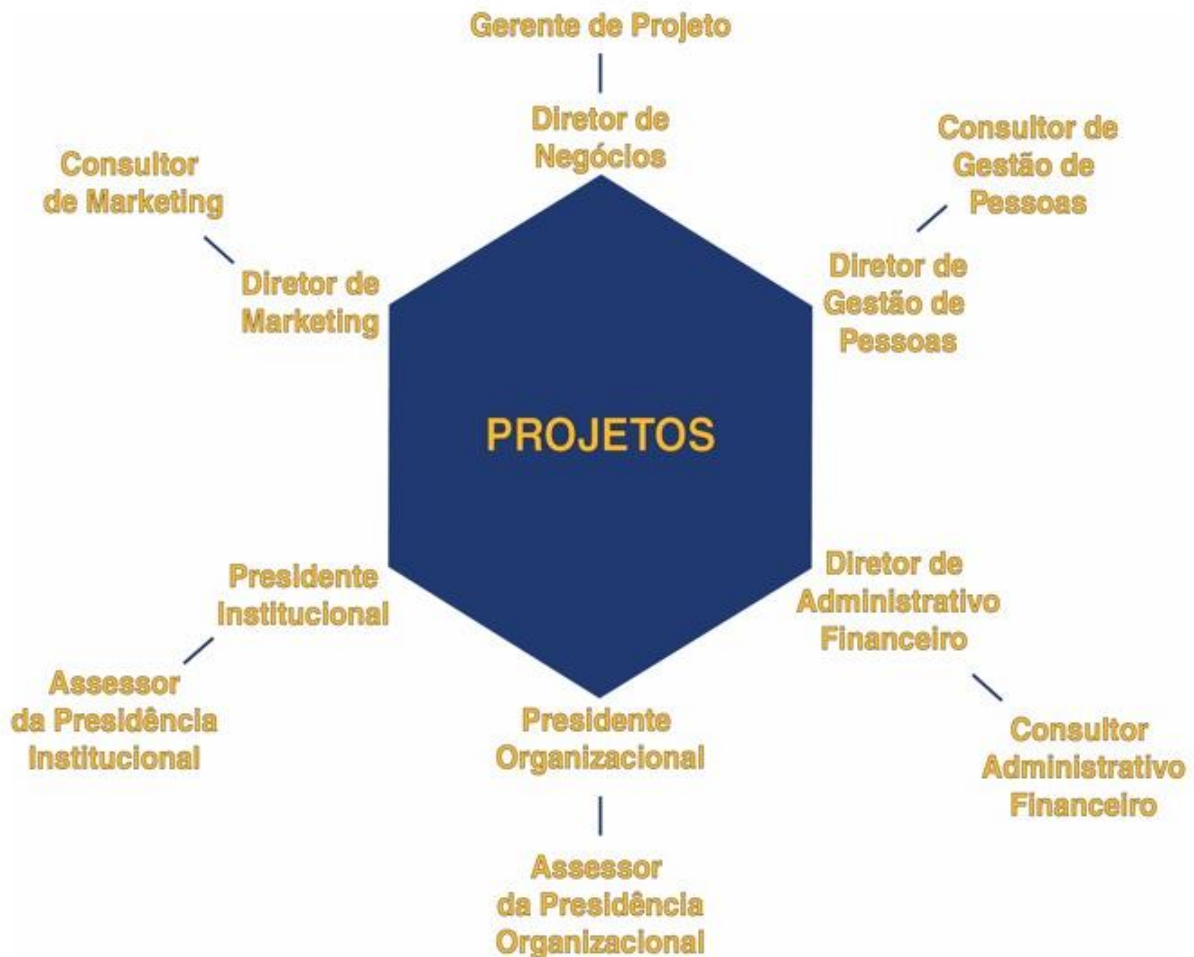 Gerente de Projeto
Diretor de
Negócios
Consultor de
Gestão de
Pessoas
Diretor de
Gestão de
Pessoas
Consultor
de Marketing
Diretor de
Marketing
PROJETOS
Presidente
Institucional
Assessor
da Presidência
Institucional
Diretor de
Administrativo
Financeiro
Consultor
Administrativo
Financeiro
Presidente
Organizacional
Assessor
da Presidência
Organizacional